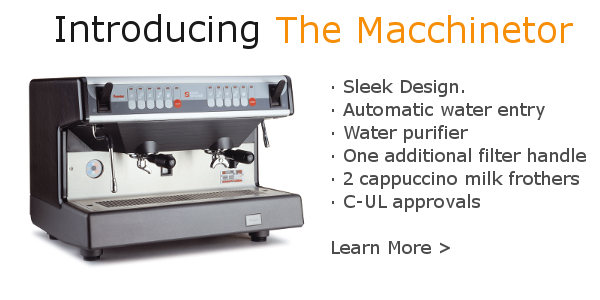 Introducing The Macchinetor
· Sleek Design.
· Automatic water entry
· Water purifier
· One additional filter handle
· 2 cappuccino milk frothers
· C-UL approvals
Learn More >